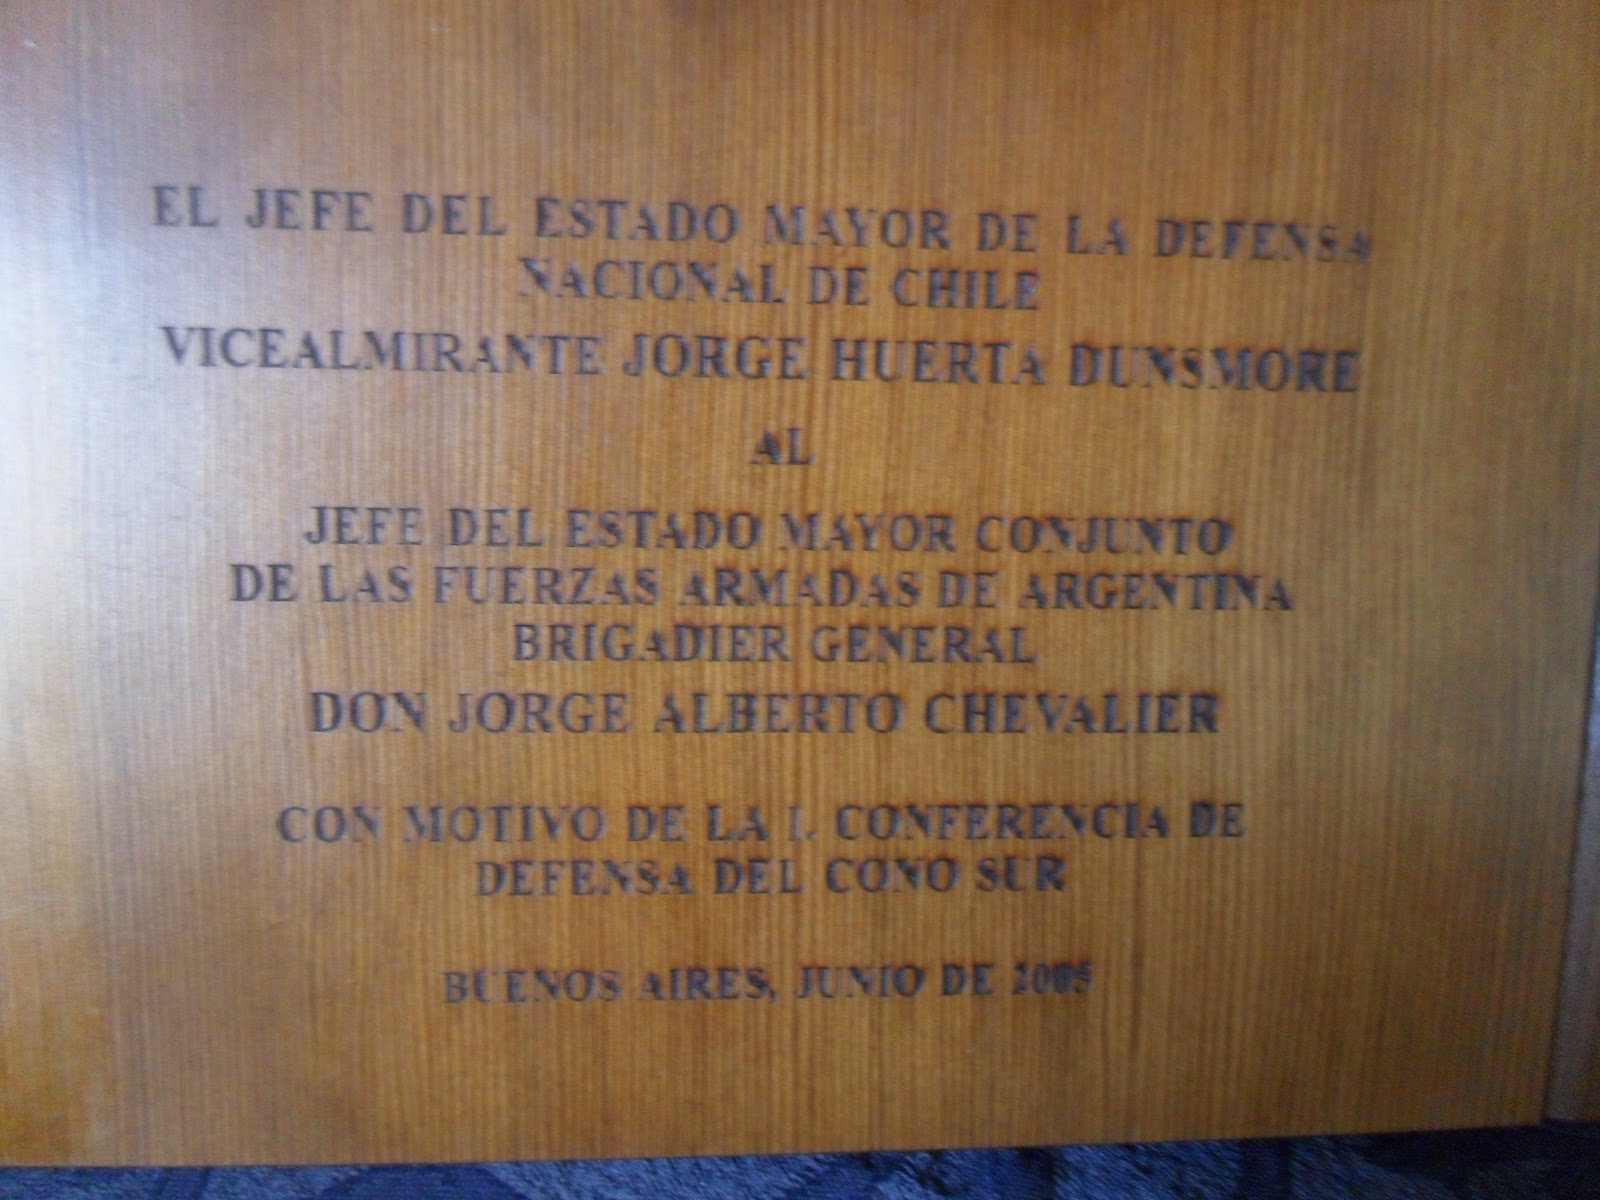 EL JEFE DEL ESTADO MAYOR DE LA DEFENSA
NACIONAL DE CHILE
VICEALMIRANTE JORGE HUERTA DUNSMORE
AL
JEFE DEL ESTADO MAYOR CONJUNTO
DE LAS FUERZAS ARMADAS DE ARGENTINA
BRIGADIER GENERAL
DON JORGE ALBERTO CHEVALIER
CON MOTIVO DE LA I. CONFERENCIA DE
DEFENSA DEL CONO SUR
BUENOS AIRES, JUNIO DE 2005